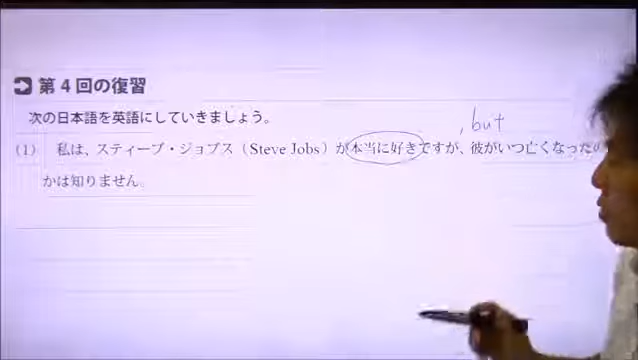 第4回の復習
次の日本語を英語にしていきましょう。
, but
(1) 私は、スティーブ・ジョブス(Steve Jobs)が本当に好きですが、彼がいつ亡くなったの
かは知りません。